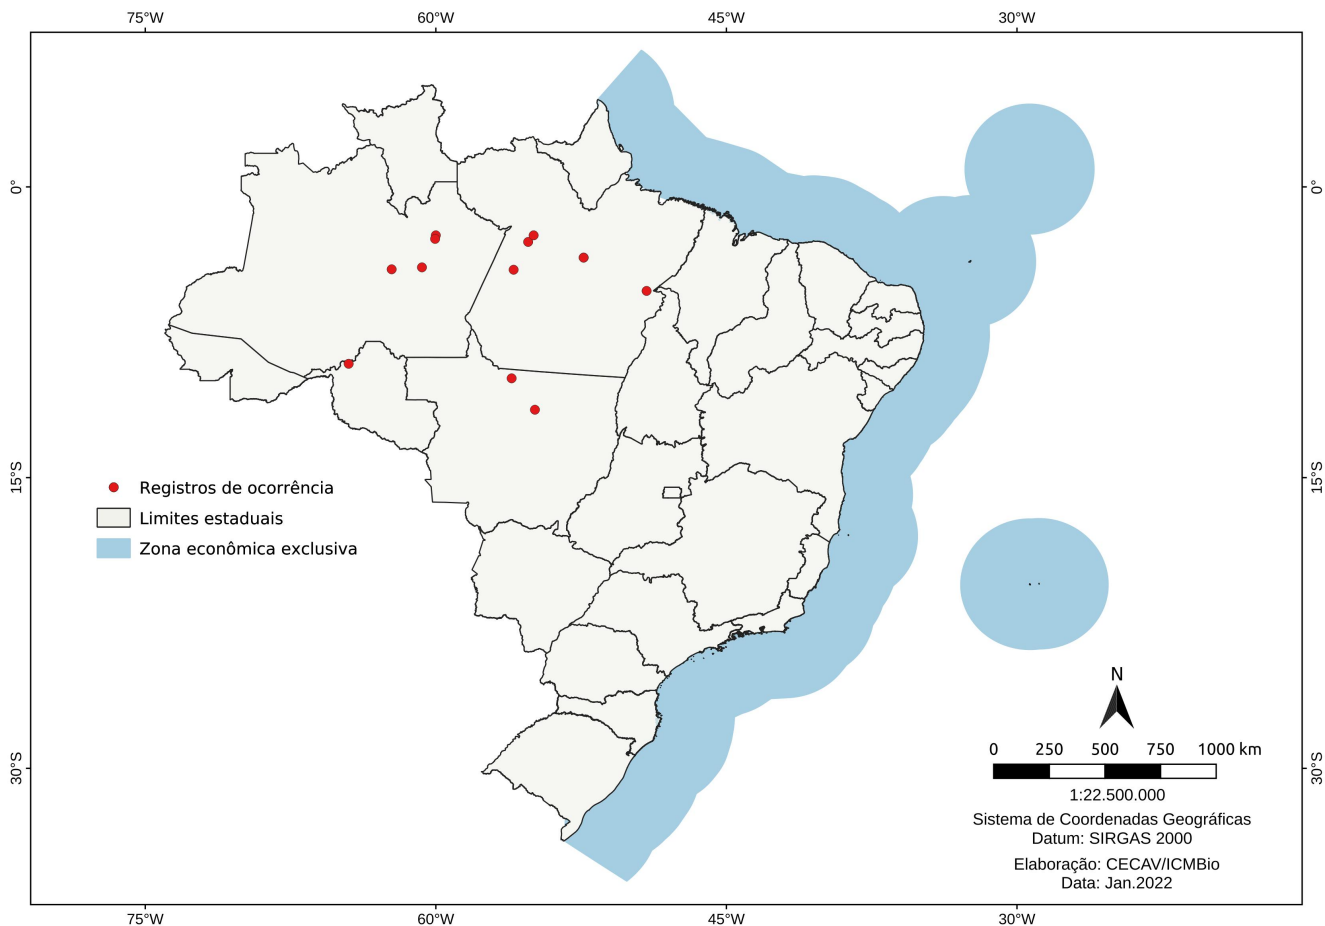 75°W 60°W 45°W 30°W
0° 0°
15°S 15°S
Registros de ocorrência
Limites estaduais
Zona econômica exclusiva
N
0 250 500 750 1000 km
30°S 30°S
1:22.500.000
Sistema de Coordenadas Geográficas
Datum: SIRGAS 2000
Elaboração: CECAV/ICMBio
Data: Jan.2022
75°W 60°W 45°W 30°W